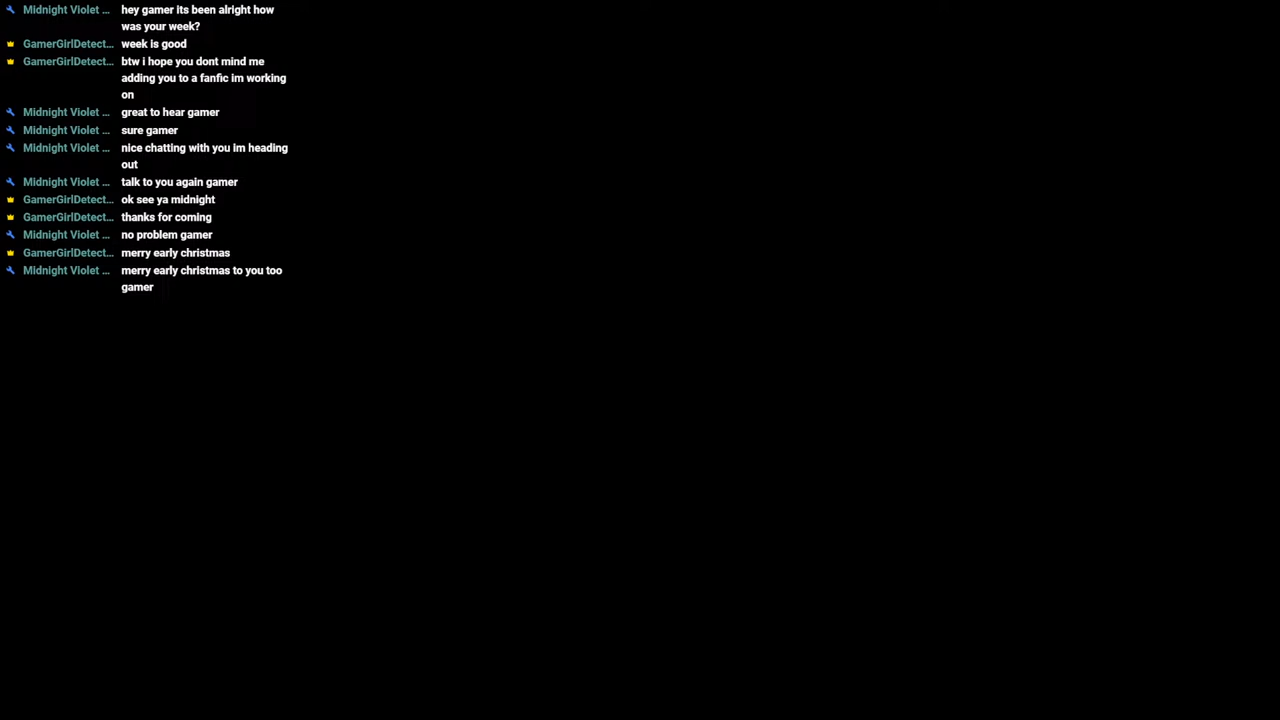 Midnight Violet ... hey gamer its been alright how
was your week?
GamerGirlDetect... week is good
GamerGirlDetect... btw i hope you dont mind me
adding you to a fanfic im working
on
Midnight Violet ... great to hear gamer
Midnight Violet ... sure gamer
Midnight Violet ... nice chatting with you im heading
out
Midnight Violet ... talk to you again gamer
GamerGirlDetect... ok see ya midnight
GamerGirlDetect... thanks for coming
Midnight Violet ... no problem gamer
GamerGirlDetect... merry early christmas
Midnight Violet ... merry early christmas to you too
gamer